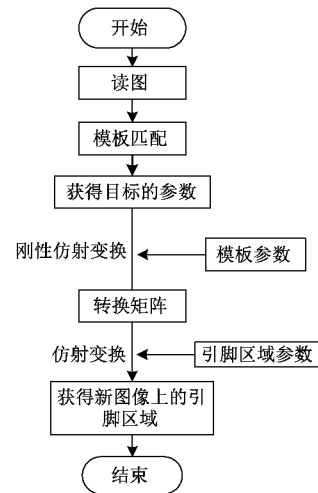 开始
读图
模板匹配
获得目标的参数
刚性仿射变换
模板参数
转换矩阵
仿射变换
引脚区域参数
获得新图像上的引
脚区域
结束